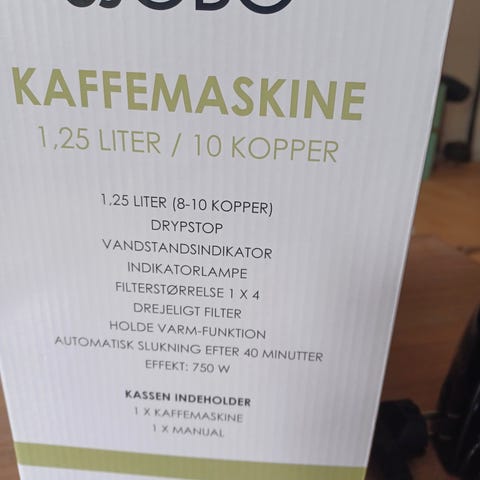 KAFFEMASKINE
1,25 LITER / 10 KOPPER
1,25 LITER (8-10 KOPPER)
DRYPSTOP
VANDSTANDSINDIKATOR
INDIKATORLAMPE
FILTERSTØRRELSE 1 X 4
DREJELIGT FILTER
HOLDE VARM-FUNKTION
AUTOMATISK SLUKNING EFTER 40 MINUTTER
EFFEKT: 750 W
KASSEN INDEHOLDER
1 X KAFFEMASKINE
1 X MANUAL